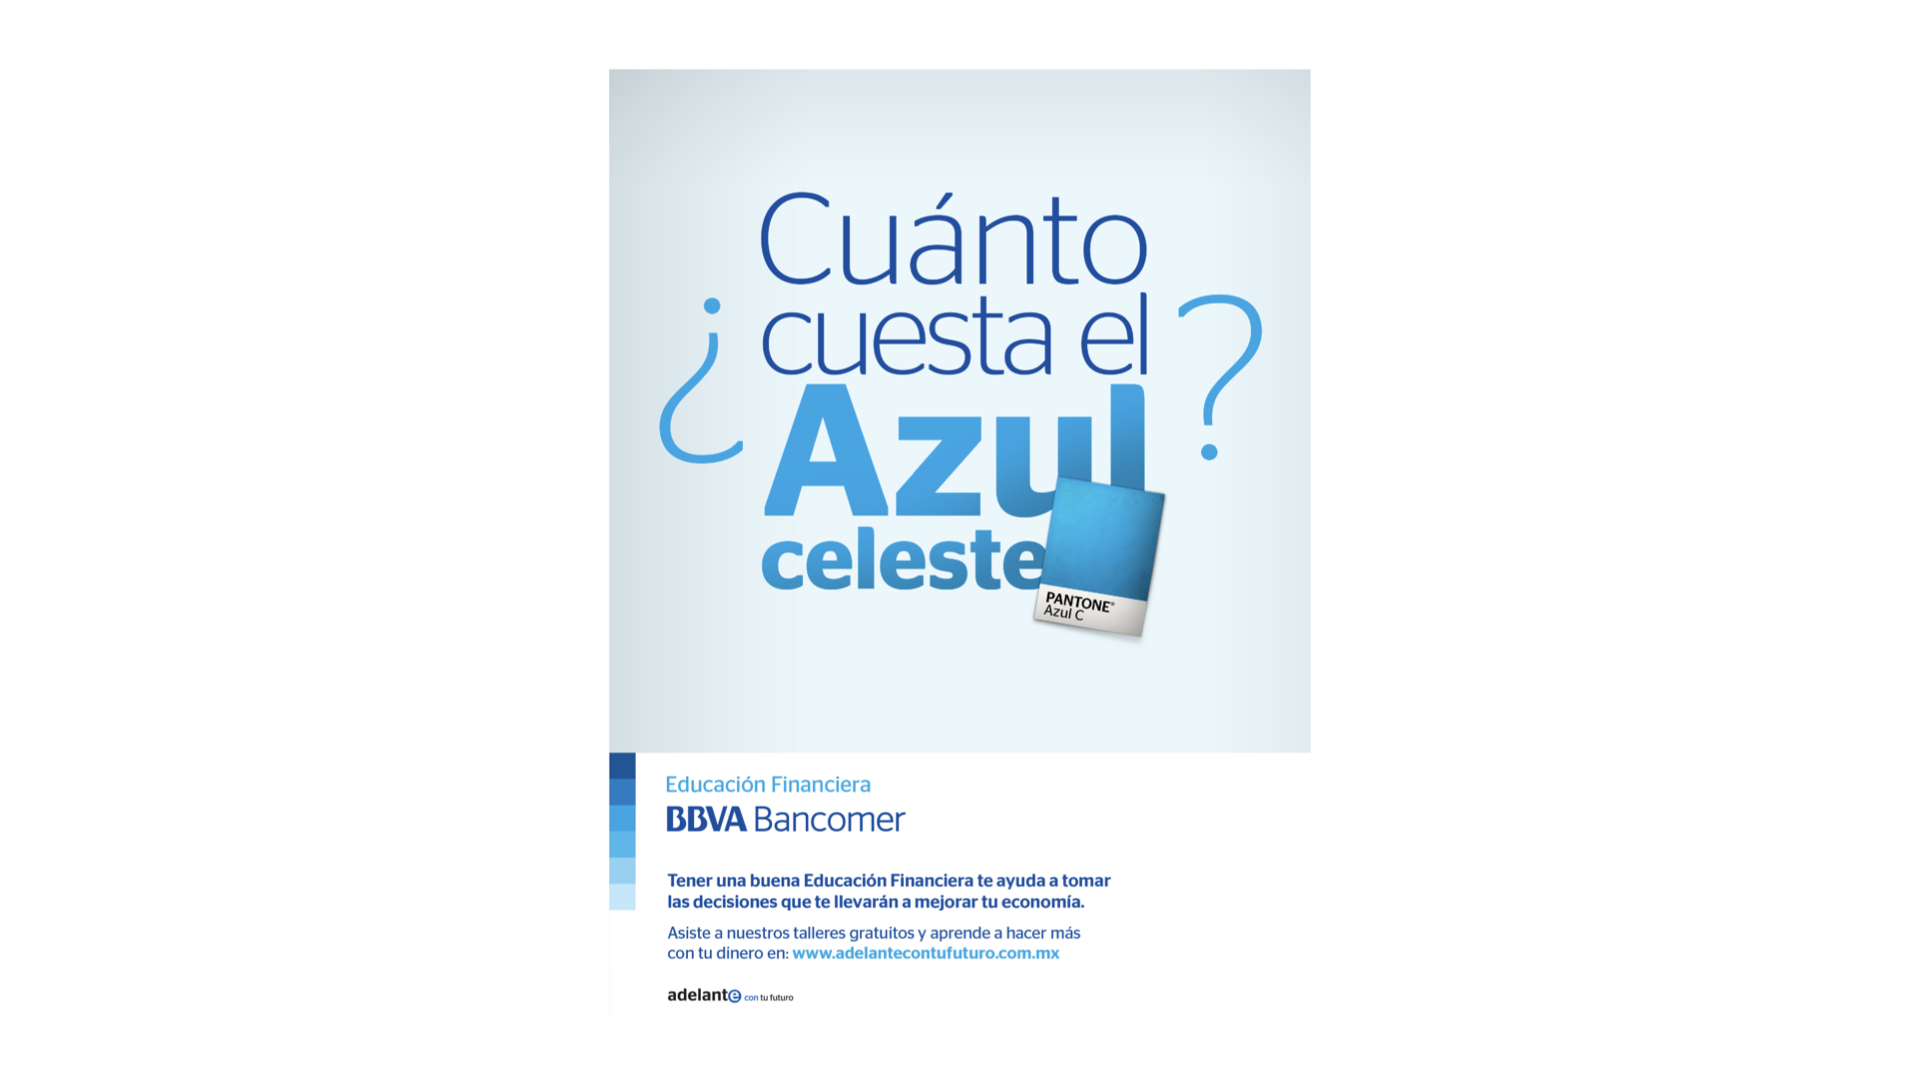 ¿Cuánto
cuesta el
Azul
celeste?
PANTONE®
Azul C
Educación Financiera
BBVA Bancomer
Tener una buena Educación Financiera te ayuda a tomar
las decisiones que te llevarán a mejorar tu economía.
Asiste a nuestros talleres gratuitos y aprende a hacer más
con tu dinero en: www.adelantecontufuturo.com.mx
adelante con tu futuro